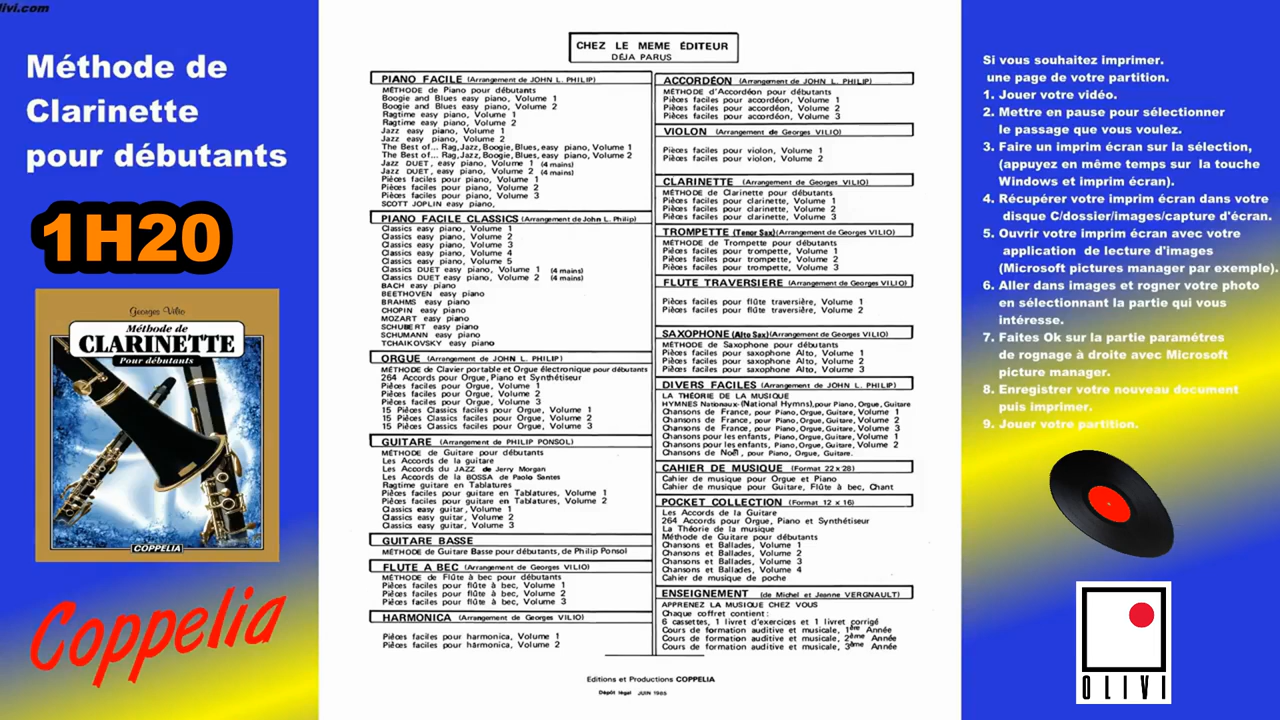 livi.com
Méthode de
Clarinette
pour débutants
1H20
Georges Vilio
Méthode de
CLARINETTE
Pour débutants
COPPELIA
Coppelia
CHEZ LE MEME ÉDITEUR
DÉJA PARUS
PIANO FACILE (Arrangement de JOHN L. PHILIP)
MÉTHODE de Piano pour débutants
Boogie and Blues easy piano, Volume 1
Boogie and Blues easy piano, Volume 2
Ragtime easy piano, Volume 1
Ragtime easy piano, Volume 2
Jazz easy piano, Volume 1
Jazz easy piano, Volume 2
The Best of... Rag, Jazz, Boogie, Blues, easy piano, Volume 1
The Best of... Rag, Jazz, Boogie, Blues, easy piano, Volume 2
Jazz DUET, easy piano, Volume 1 (4 mains)
Jazz DUET, easy piano, Volume 2 (4 mains)
Pièces faciles pour piano, Volume 1
Pièces faciles pour piano, Volume 2
Pièces faciles pour piano, Volume 3
SCOTT JOPLIN easy piano,
PIANO FACILE CLASSICS (Arrangement de John L. Philip)
Classics easy piano, Volume 1
Classics easy piano, Volume 2
Classics easy piano, Volume 3
Classics easy piano, Volume 4
Classics easy piano, Volume 5
Classics DUET easy piano, Volume 1 (4 mains)
Classics DUET easy piano, Volume 2 (4 mains)
BACH easy piano
BEETHOVEN easy piano
BRAHMS easy piano
CHOPIN easy piano
MOZART easy piano
SCHUBERT easy piano
SCHUMANN easy piano
TCHAIKOVSKY easy piano
ORGUE (Arrangement de JOHN L. PHILIP)
MÉTHODE de Clavier portable et Orgue électronique pour débutants
264 Accords pour Orgue, Piano et Synthétiseur
Pièces faciles pour Orgue, Volume 1
Pièces faciles pour Orgue, Volume 2
Pièces faciles pour Orgue, Volume 3
15 Pièces Classics faciles pour Orgue, Volume 1
15 Pièces Classics faciles pour Orgue, Volume 2
15 Pièces Classics faciles pour Orgue, Volume 3
GUITARE (Arrangement de PHILIP PONSOL)
MÉTHODE de Guitare pour débutants
Les Accords de la guitare
Les Accords du JAZZ de Jerry Morgan
Les Accords de la BOSSA de Paolo Santes
Ragtime guitare en Tablatures
Pièces faciles pour guitare en Tablatures, Volume 1
Pièces faciles pour guitare en Tablatures, Volume 2
Classics easy guitar, Volume 1
Classics easy guitar, Volume 2
Classics easy guitar, Volume 3
GUITARE BASSE
MÉTHODE de Guitare Basse pour débutants, de Philip Ponsol
FLUTE A BEC (Arrangement de Georges VILIO)
MÉTHODE de Flûte à bec pour débutants
Pièces faciles pour flûte à bec, Volume 1
Pièces faciles pour flûte à bec, Volume 2
Pièces faciles pour flûte à bec, Volume 3
HARMONICA (Arrangement de Georges VILIO)
Pièces faciles pour harmonica, Volume 1
Pièces faciles pour harmonica, Volume 2
ACCORDÉON (Arrangement de JOHN L. PHILIP)
MÉTHODE d'Accordéon pour débutants
Pièces faciles pour accordéon, Volume 1
Pièces faciles pour accordéon, Volume 2
Pièces faciles pour accordéon, Volume 3
VIOLON (Arrangement de Georges VILIO)
Pièces faciles pour violon, Volume 1
Pièces faciles pour violon, Volume 2
CLARINETTE (Arrangement de Georges VILIO)
MÉTHODE de Clarinette pour débutants
Pièces faciles pour clarinette, Volume 1
Pièces faciles pour clarinette, Volume 2
Pièces faciles pour clarinette, Volume 3
TROMPETTE (Tenor Sax) (Arrangement de Georges VILIO)
MÉTHODE de Trompette pour débutants
Pièces faciles pour trompette, Volume 1
Pièces faciles pour trompette, Volume 2
Pièces faciles pour trompette, Volume 3
FLUTE TRAVERSIERE (Arrangement de Georges VILIO)
Pièces faciles pour flûte traversière, Volume 1
Pièces faciles pour flûte traversière, Volume 2
SAXOPHONE (Alto Sax) (Arrangement de Georges VILIO)
MÉTHODE de Saxophone pour débutants
Pièces faciles pour saxophone Alto, Volume 1
Pièces faciles pour saxophone Alto, Volume 2
Pièces faciles pour saxophone Alto, Volume 3
DIVERS FACILES (Arrangement de JOHN L. PHILIP)
LA THÉORIE DE LA MUSIQUE
HYMNES Nationaux-(National Hymns), pour Piano, Orgue, Guitare
Chansons de France, pour Piano, Orgue, Guitare, Volume 1
Chansons de France, pour Piano, Orgue, Guitare, Volume 2
Chansons de France, pour Piano, Orgue, Guitare, Volume 3
Chansons pour les enfants, Piano, Orgue, Guitare, Volume 1
Chansons pour les enfants, Piano, Orgue, Guitare, Volume 2
Chansons de Noël, pour Piano, Orgue, Guitare.
CAHIER DE MUSIQUE (Format 22 x 28)
Cahier de musique pour Orgue et Piano
Cahier de musique pour Guitare, Flûte à bec, Chant
POCKET COLLECTION (Format 12 x 16)
Les Accords de la Guitare
264 Accords pour Orgue, Piano et Synthétiseur
La Théorie de la musique
Méthode de Guitare pour débutants
Chansons et Ballades, Volume 1
Chansons et Ballades, Volume 2
Chansons et Ballades, Volume 3
Chansons et Ballades, Volume 4
Cahier de musique de poche
ENSEIGNEMENT (de Michel et Jeanne VERGNAULT)
APPRENEZ LA MUSIQUE CHEZ VOUS
Chaque coffret contient :
6 cassettes, 1 livret d'exercices et 1 livret corrigé
Cours de formation auditive et musicale, 1ère Année
Cours de formation auditive et musicale, 2ème Année
Cours de formation auditive et musicale, 3ème Année
Editions et Productions COPPELIA
Dépôt légal JUIN 1985
Si vous souhaitez imprimer.
une page de votre partition.
1. Jouer votre vidéo.
2. Mettre en pause pour sélectionner
le passage que vous voulez.
3. Faire un imprim écran sur la sélection,
(appuyez en même temps sur la touche
Windows et imprim écran).
4. Récupérer votre imprim écran dans votre
disque C/dossier/images/capture d'écran.
5. Ouvrir votre imprim écran avec votre
application de lecture d'images
(Microsoft pictures manager par exemple).
6. Aller dans images et rogner votre photo
en sélectionnant la partie qui vous
intéresse.
7. Faites Ok sur la partie paramétres
de rognage à droite avec Microsoft
picture manager.
8. Enregistrer votre nouveau document
puis imprimer.
9. Jouer votre partition.
OLIVI